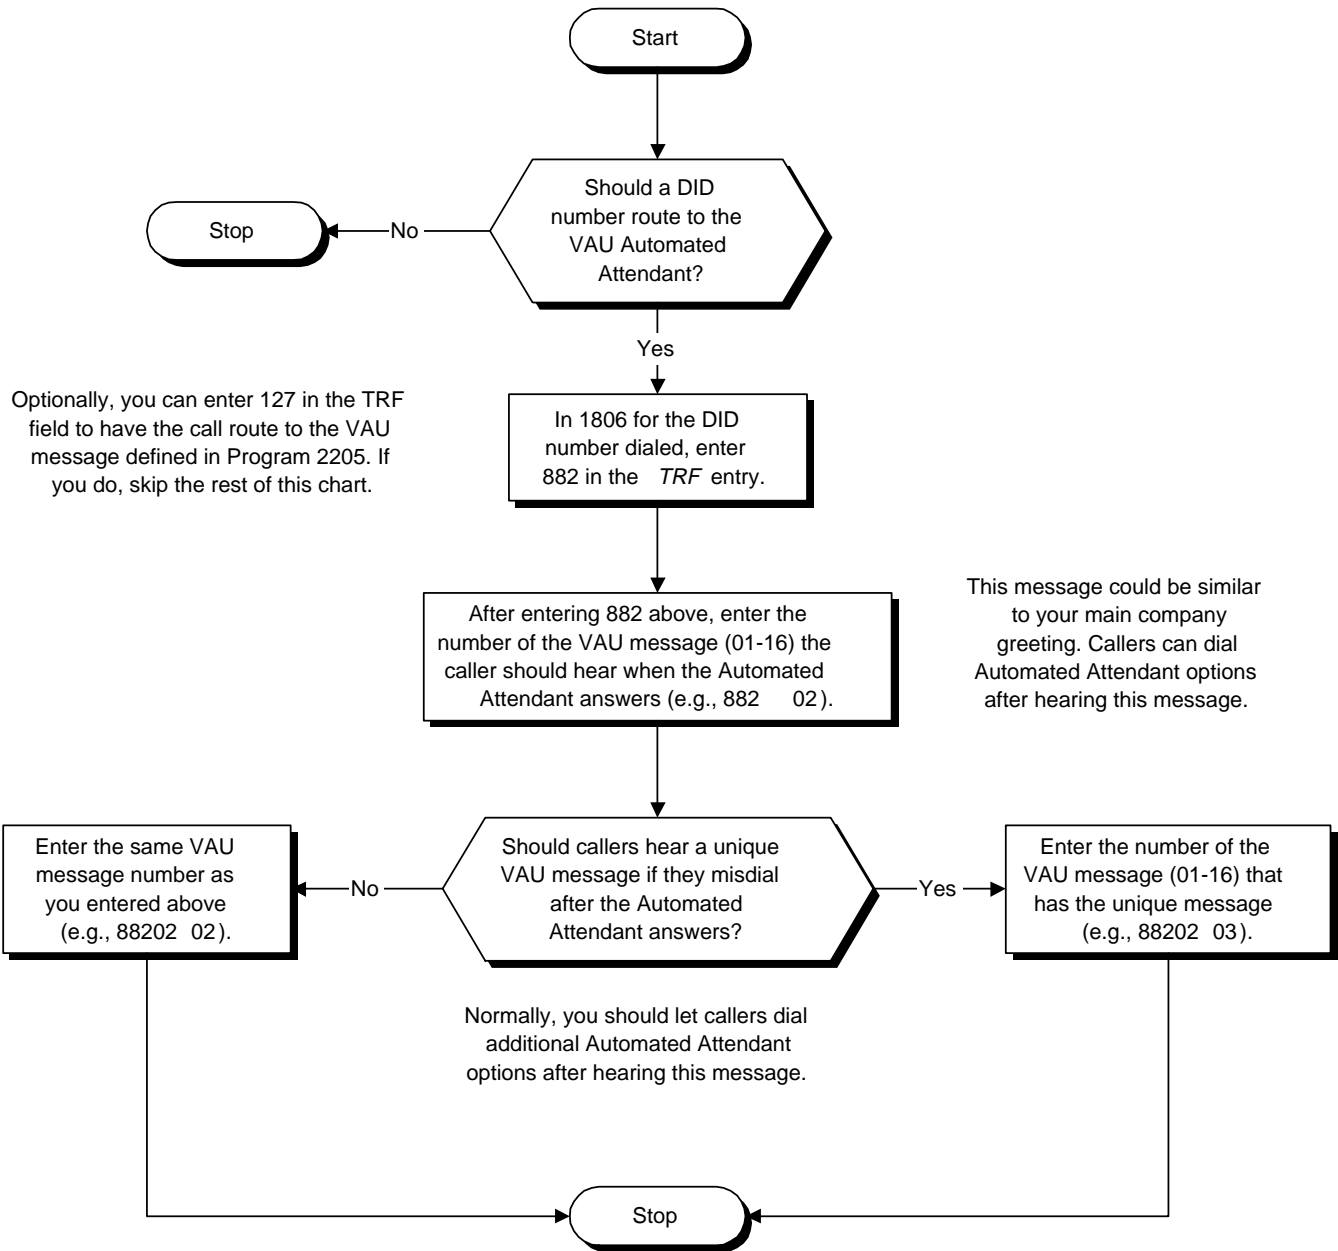 Start
Should a DID
number route to the
VAU Automated
Attendant?
No
Stop
Yes
Optionally, you can enter 127 in the TRF
field to have the call route to the VAU
message defined in Program 2205. If
you do, skip the rest of this chart.
In 1806 for the DID
number dialed, enter
882 in the TRF entry.
After entering 882 above, enter the
number of the VAU message (01-16) the
caller should hear when the Automated
Attendant answers (e.g., 882 02).
This message could be similar
to your main company
greeting. Callers can dial
Automated Attendant options
after hearing this message.
Should callers hear a unique
VAU message if they misdial
after the Automated
Attendant answers?
No
Enter the same VAU
message number as
you entered above
(e.g., 88202 02).
Yes
Enter the number of the
VAU message (01-16) that
has the unique message
(e.g., 88202 03).
Normally, you should let callers dial
additional Automated Attendant
options after hearing this message.
Stop